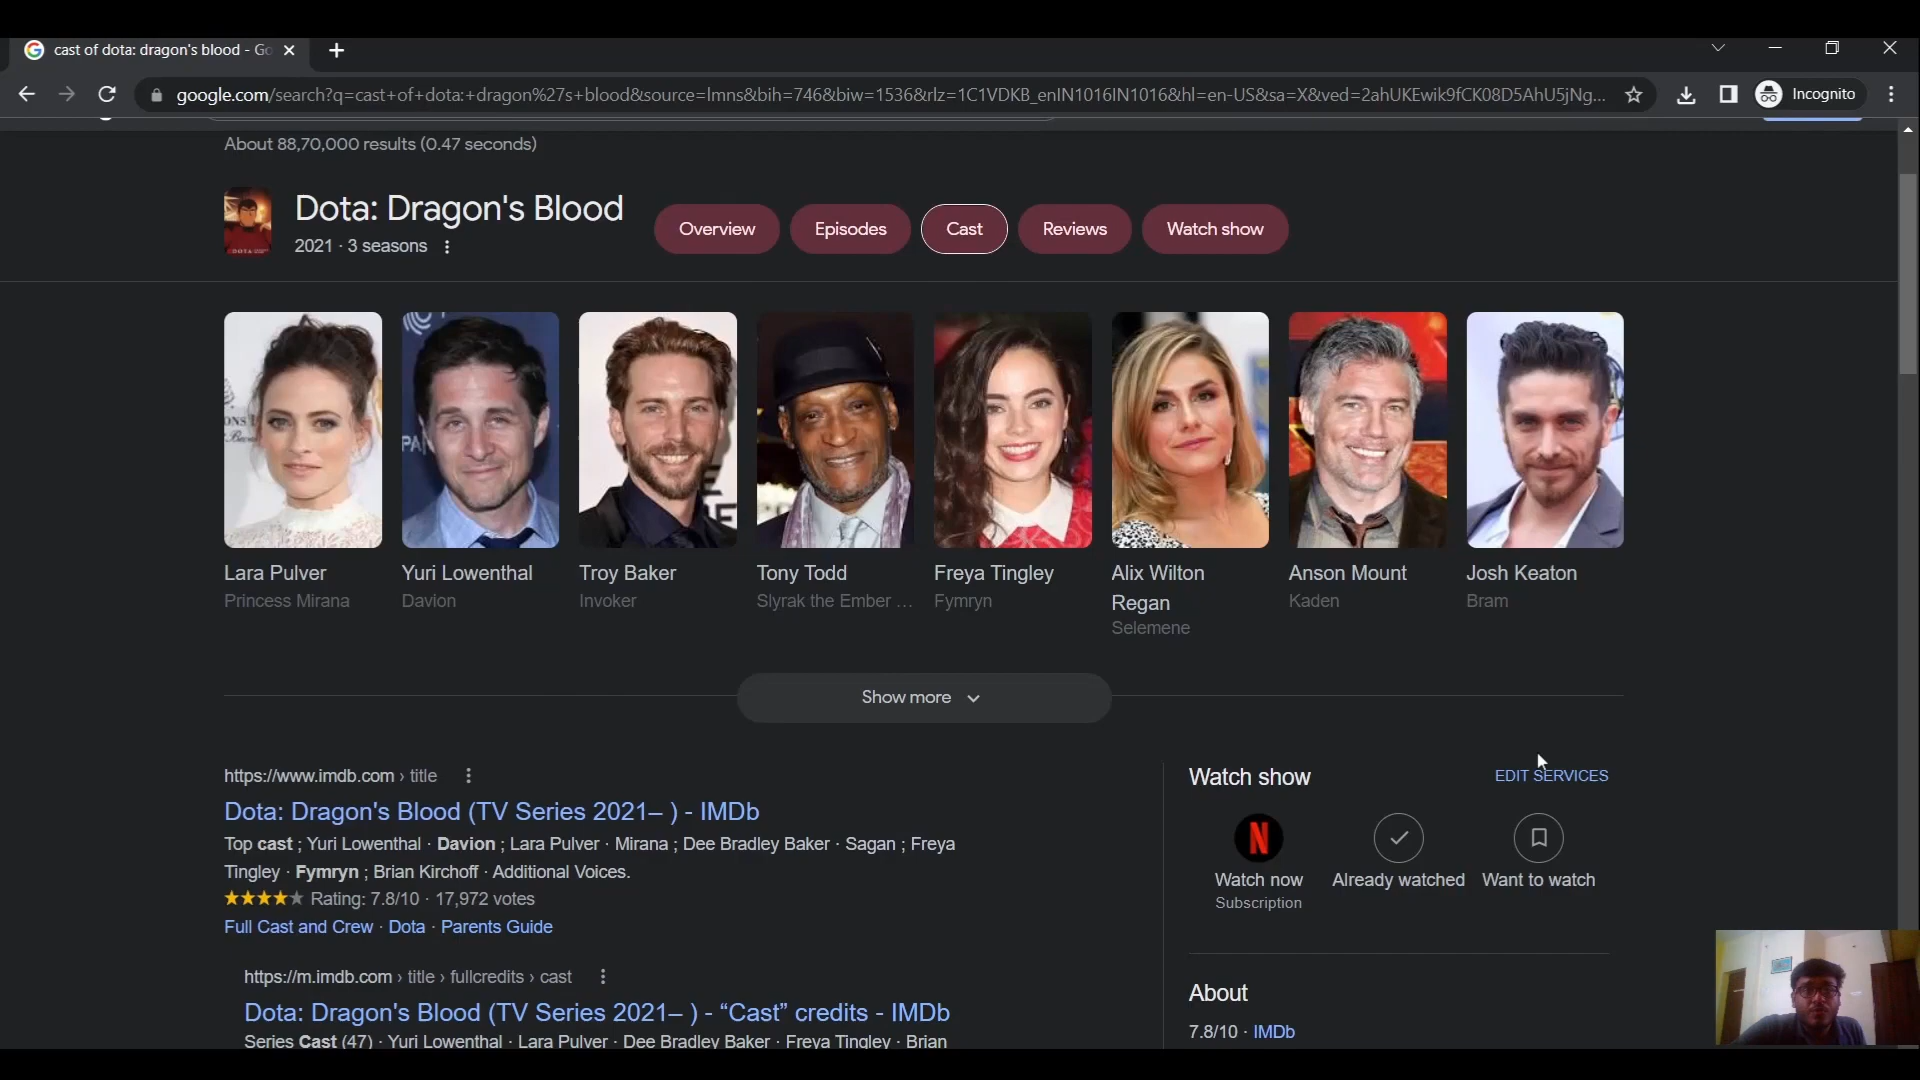 cast of dota: dragon's blood - Go
google.com/search?q=cast+of+dota:+dragon%27s+blood&source=lmns&bih=746&biw=1536&rlz=1C1VDKB_enIN1016IN1016&hl=en-US&sa=X&ved=2ahUKEwik9fCK08D5AhU5jNg...
Incognito
About 88,70,000 results (0.47 seconds)
Dota: Dragon's Blood
2021 · 3 seasons
Overview
Episodes
Cast
Reviews
Watch show
Lara Pulver
Princess Mirana
Yuri Lowenthal
Davion
Troy Baker
Invoker
Tony Todd
Slyrak the Ember ...
Freya Tingley
Fymryn
Alix Wilton
Regan
Selemene
Anson Mount
Kaden
Josh Keaton
Bram
Show more
https://www.imdb.com › title
Dota: Dragon's Blood (TV Series 2021– ) - IMDb
Top cast ; Yuri Lowenthal · Davion ; Lara Pulver · Mirana ; Dee Bradley Baker · Sagan ; Freya
Tingley · Fymryn ; Brian Kirchoff · Additional Voices.
Rating: 7.8/10 · 17,972 votes
Full Cast and Crew · Dota · Parents Guide
https://m.imdb.com › title › fullcredits › cast
Dota: Dragon's Blood (TV Series 2021– ) - “Cast” credits - IMDb
Series Cast (47) · Yuri Lowenthal · Lara Pulver · Dee Bradley Baker · Freya Tingley · Brian
Watch show
EDIT SERVICES
N
Watch now
Subscription
Already watched
Want to watch
About
7.8/10 · IMDb